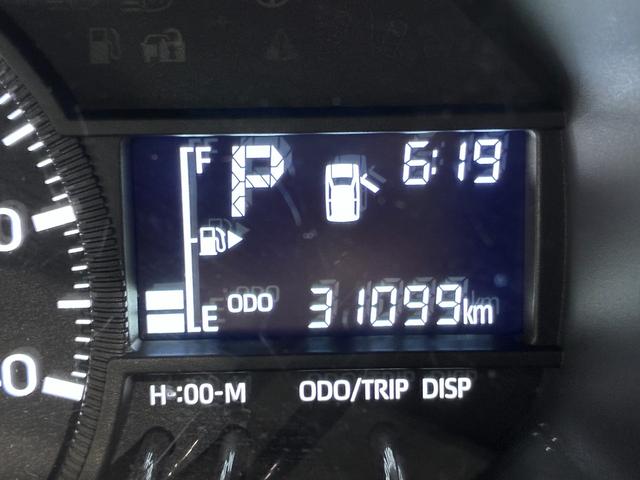 F P 6:19
E ODO 31099km
H-:00-M ODO/TRIP DISP